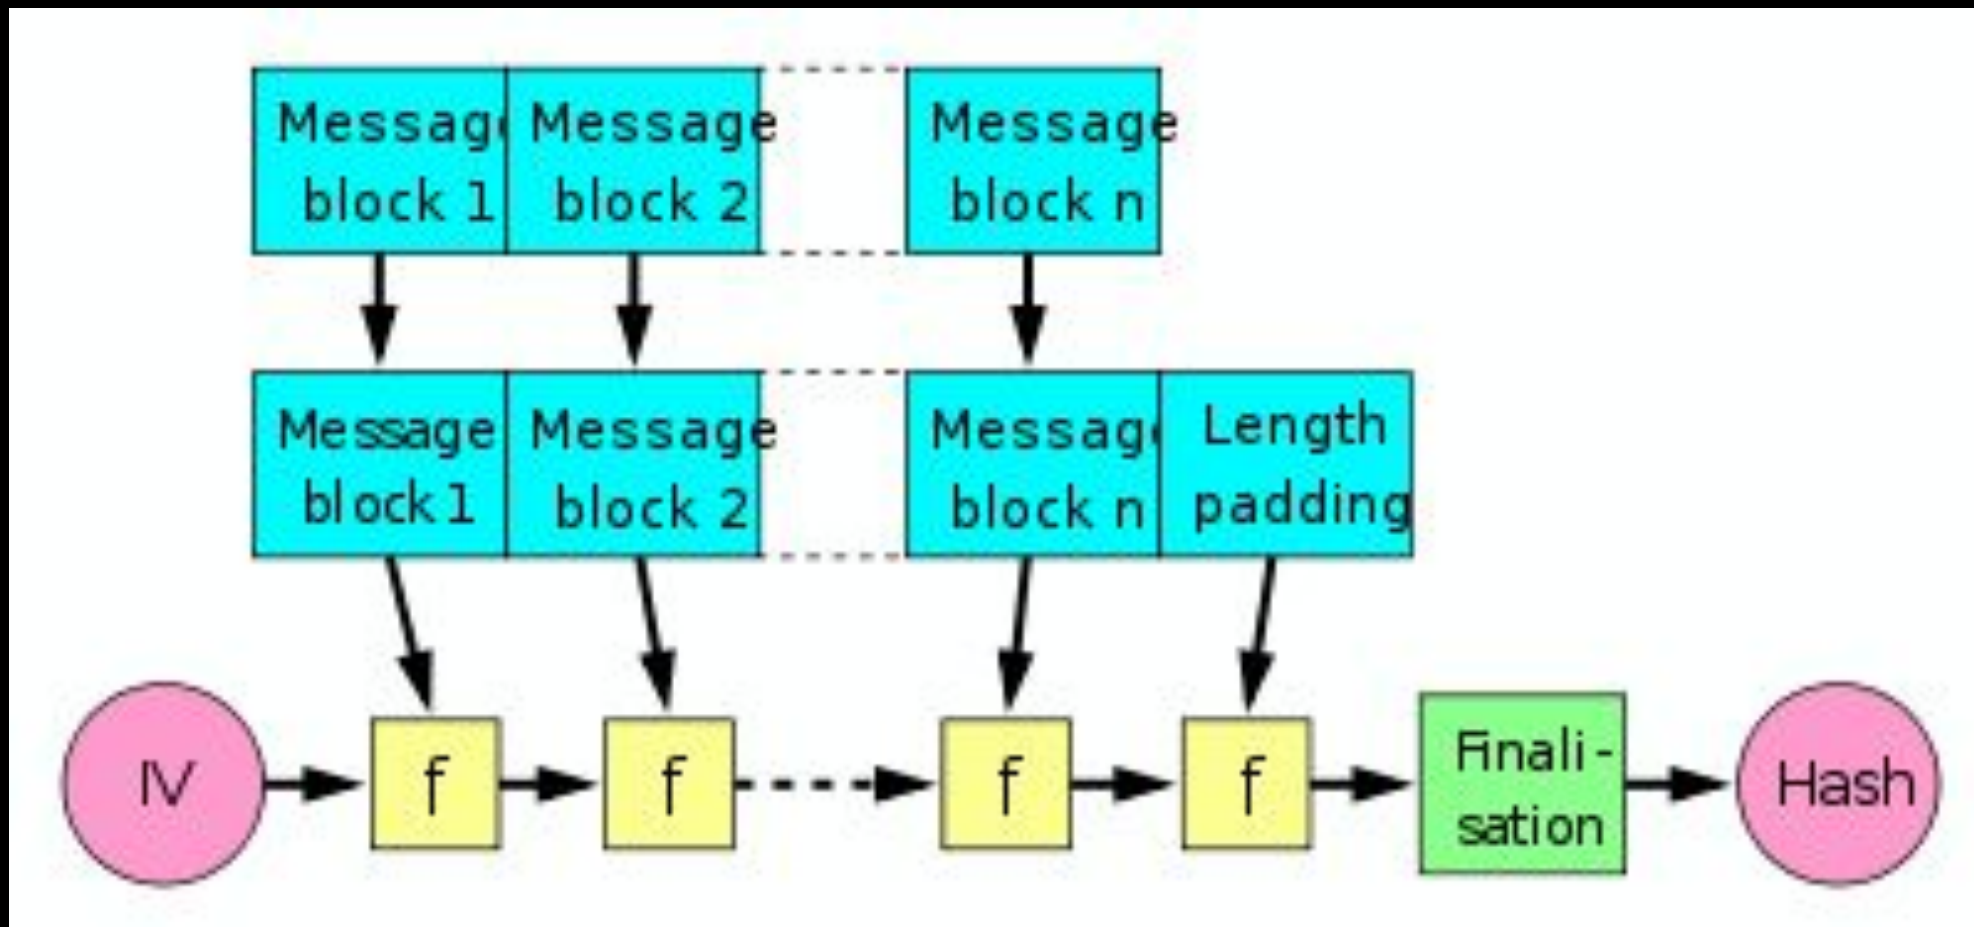 Message
block 1
Message
block 2
Message
block n
Message
block 1
Message
block 2
Message
block n
Length
padding
IV
f
f
f
f
Finali-
sation
Hash